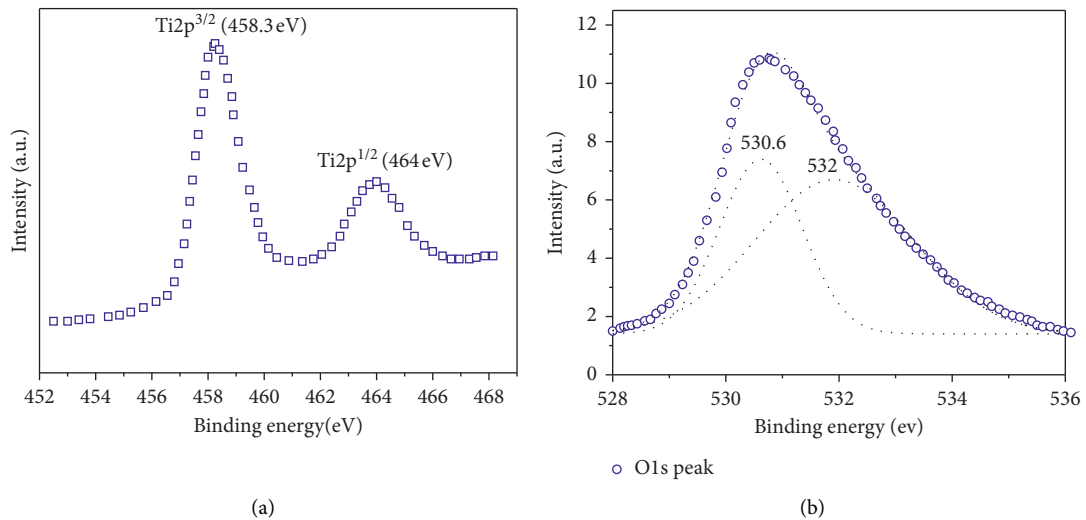 Ti2p3/2 (458.3 eV)
Ti2p1/2 (464 eV)
Intensity (a.u.)
452 454 456 458 460 462 464 466 468
Binding energy(eV)
(a)
12
10
8
6
4
2
0
530.6
532
Intensity (a.u.)
528 530 532 534 536
Binding energy (ev)
O1s peak
(b)